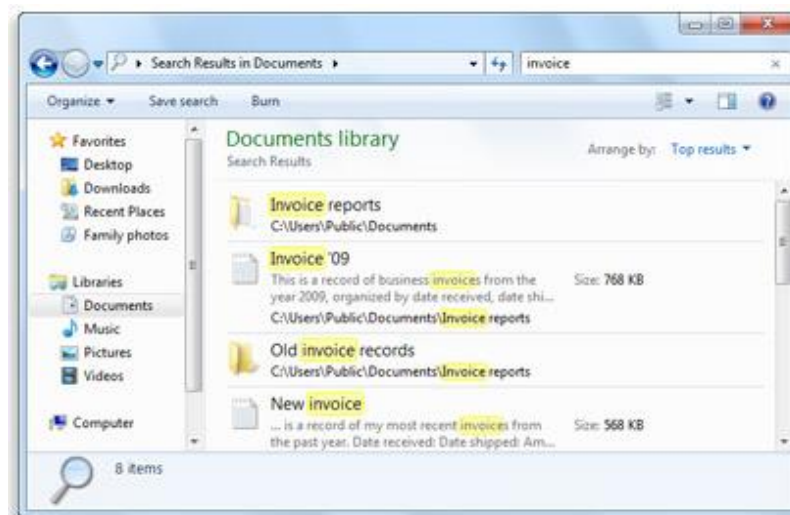 Search Results in Documents
invoice
Organize Save search Burn
Favorites
Desktop
Downloads
Recent Places
Family photos
Libraries
Documents
Music
Pictures
Videos
Computer
Documents library
Search Results
Arrange by: Top results
Invoice reports
C:\Users\Public\Documents
Invoice '09
This is a record of business invoices from the
year 2009, organized by date received, date shi...
C:\Users\Public\Documents\Invoice reports
Size: 768 KB
Old invoice records
C:\Users\Public\Documents\Invoice reports
New invoice
... is a record of my most recent invoices from
the past year. Date received: Date shipped: Am...
Size: 568 KB
8 items